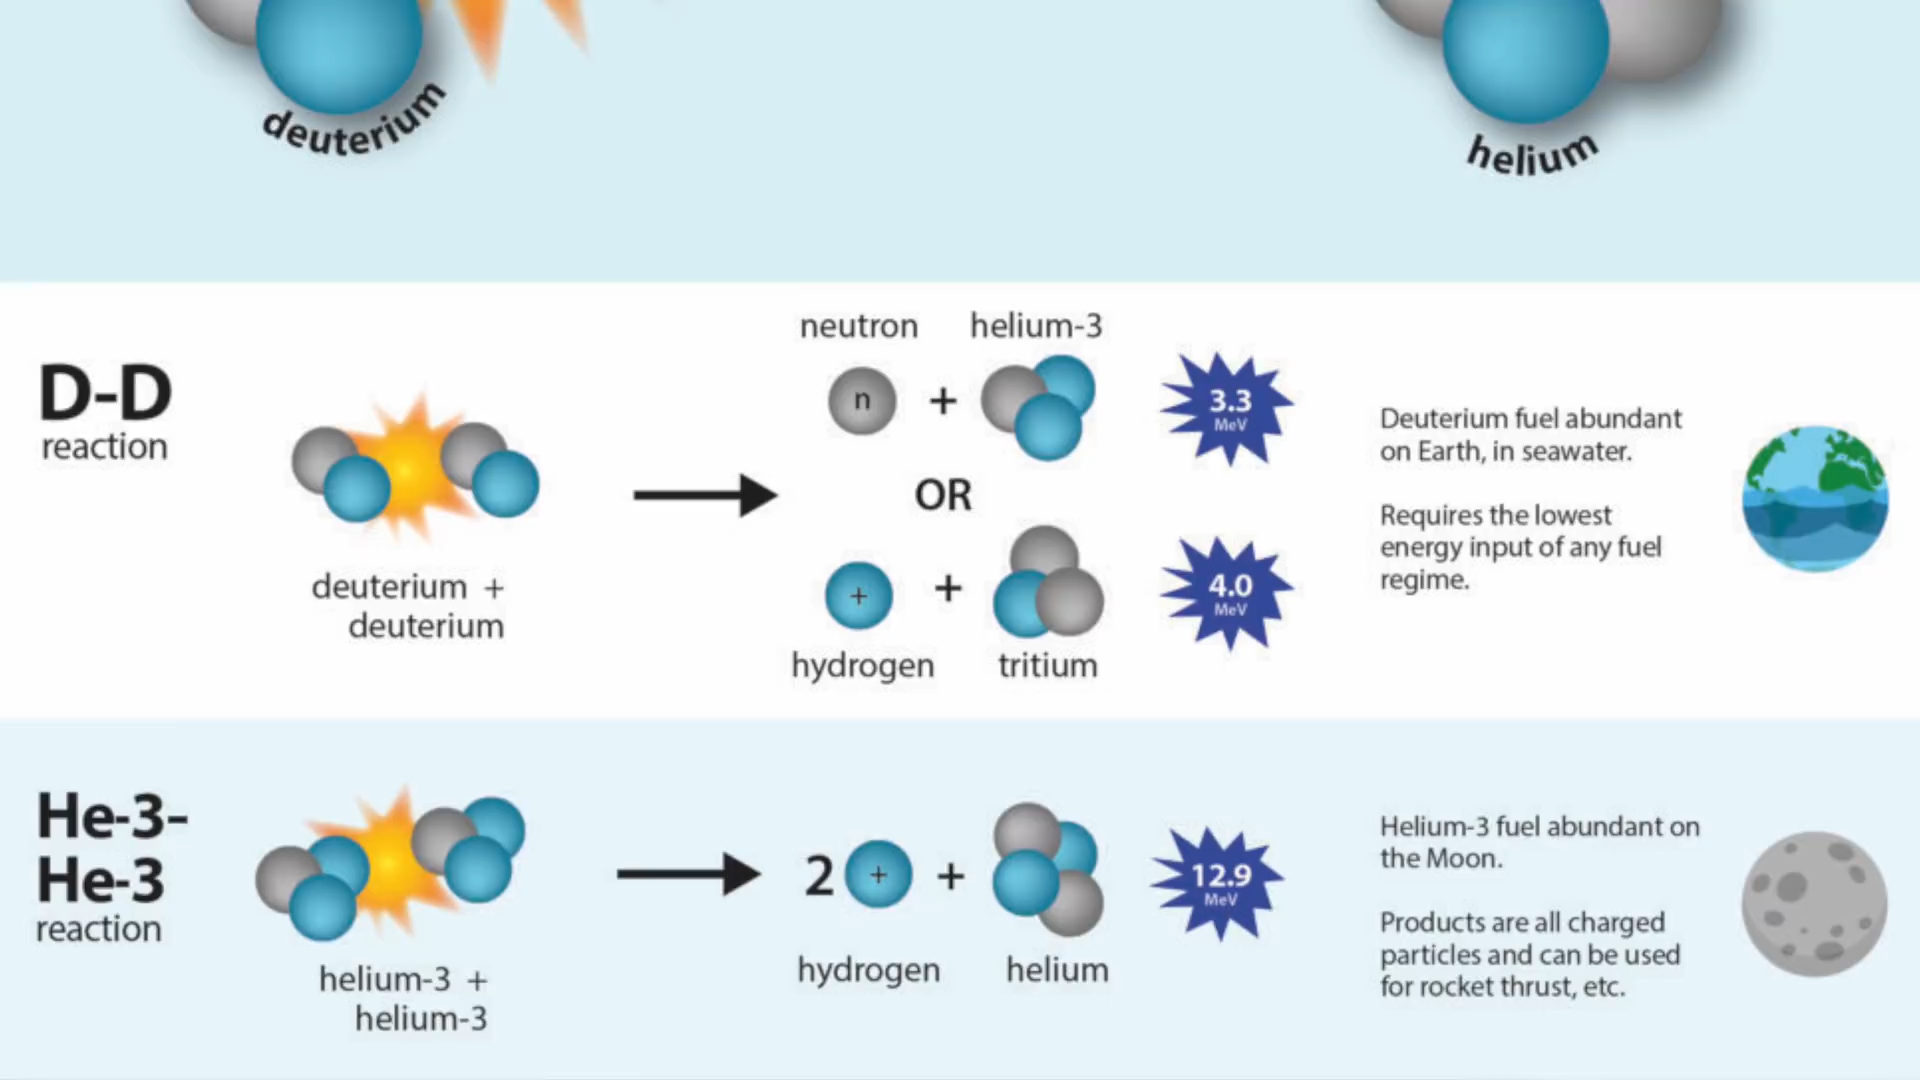 deuterium
helium
D-D
reaction
deuterium +
deuterium
neutron helium-3
n + 3.3
MeV
OR
+ + 4.0
MeV
hydrogen tritium
Deuterium fuel abundant
on Earth, in seawater.
Requires the lowest
energy input of any fuel
regime.
He-3-
He-3
reaction
helium-3 +
helium-3
2 + + 12.9
MeV
hydrogen helium
Helium-3 fuel abundant on
the Moon.
Products are all charged
particles and can be used
for rocket thrust, etc.